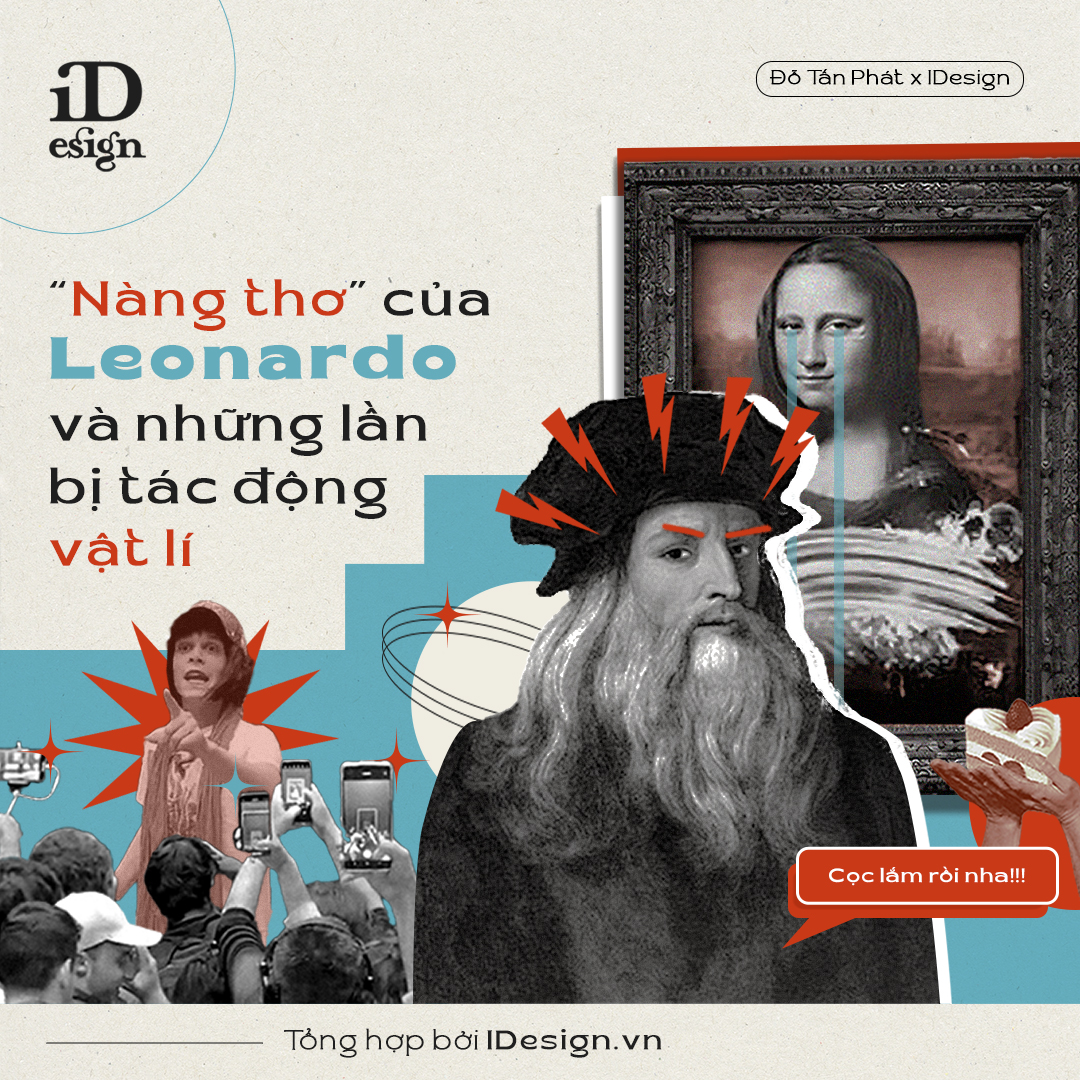 iD
esign
Đỗ Tấn Phát x IDesign
“Nàng thơ” của
Leonardo
và những lần
bị tác động
vật lí
Cọc lắm rồi nha!!!
Tổng hợp bởi IDesign.vn